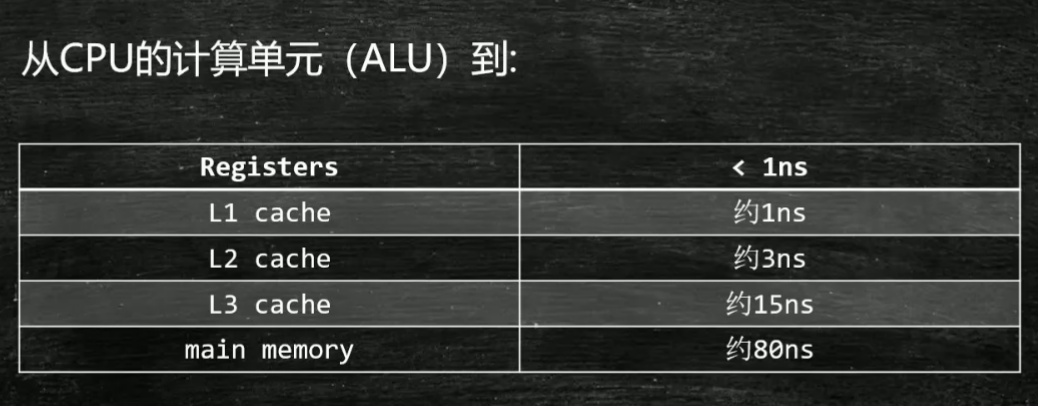 从CPU的计算单元（ALU）到:
Registers < 1ns
L1 cache 约1ns
L2 cache 约3ns
L3 cache 约15ns
main memory 约80ns